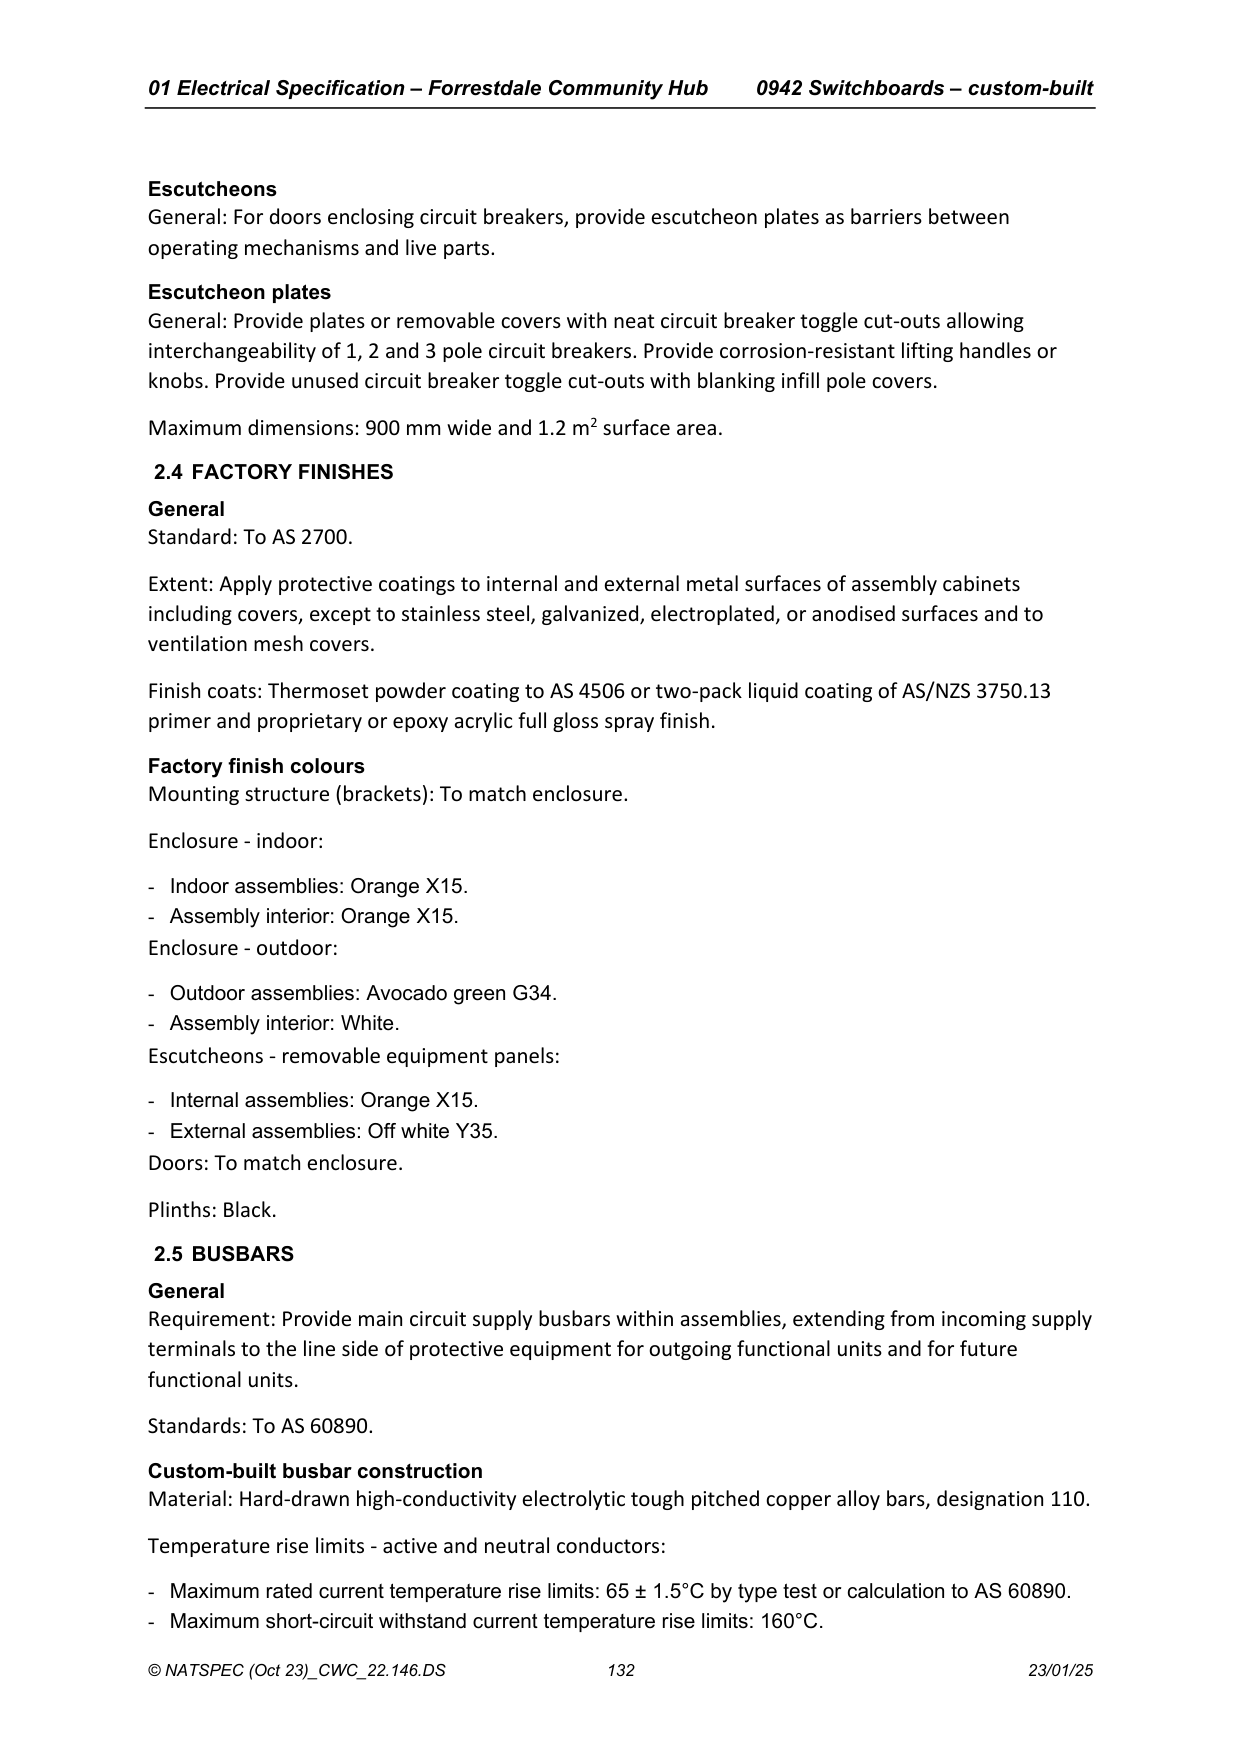 01 Electrical Specification – Forrestdale Community Hub 0942 Switchboards – custom-built
Escutcheons
General: For doors enclosing circuit breakers, provide escutcheon plates as barriers between
operating mechanisms and live parts.
Escutcheon plates
General: Provide plates or removable covers with neat circuit breaker toggle cut-outs allowing
interchangeability of 1, 2 and 3 pole circuit breakers. Provide corrosion-resistant lifting handles or
knobs. Provide unused circuit breaker toggle cut-outs with blanking infill pole covers.
Maximum dimensions: 900 mm wide and 1.2 m² surface area.
2.4 FACTORY FINISHES
General
Standard: To AS 2700.
Extent: Apply protective coatings to internal and external metal surfaces of assembly cabinets
including covers, except to stainless steel, galvanized, electroplated, or anodised surfaces and to
ventilation mesh covers.
Finish coats: Thermoset powder coating to AS 4506 or two-pack liquid coating of AS/NZS 3750.13
primer and proprietary or epoxy acrylic full gloss spray finish.
Factory finish colours
Mounting structure (brackets): To match enclosure.
Enclosure - indoor:
- Indoor assemblies: Orange X15.
- Assembly interior: Orange X15.
Enclosure - outdoor:
- Outdoor assemblies: Avocado green G34.
- Assembly interior: White.
Escutcheons - removable equipment panels:
- Internal assemblies: Orange X15.
- External assemblies: Off white Y35.
Doors: To match enclosure.
Plinths: Black.
2.5 BUSBARS
General
Requirement: Provide main circuit supply busbars within assemblies, extending from incoming supply
terminals to the line side of protective equipment for outgoing functional units and for future
functional units.
Standards: To AS 60890.
Custom-built busbar construction
Material: Hard-drawn high-conductivity electrolytic tough pitched copper alloy bars, designation 110.
Temperature rise limits - active and neutral conductors:
- Maximum rated current temperature rise limits: 65 ± 1.5°C by type test or calculation to AS 60890.
- Maximum short-circuit withstand current temperature rise limits: 160°C.
© NATSPEC (Oct 23)_CWC_22.146.DS 132 23/01/25